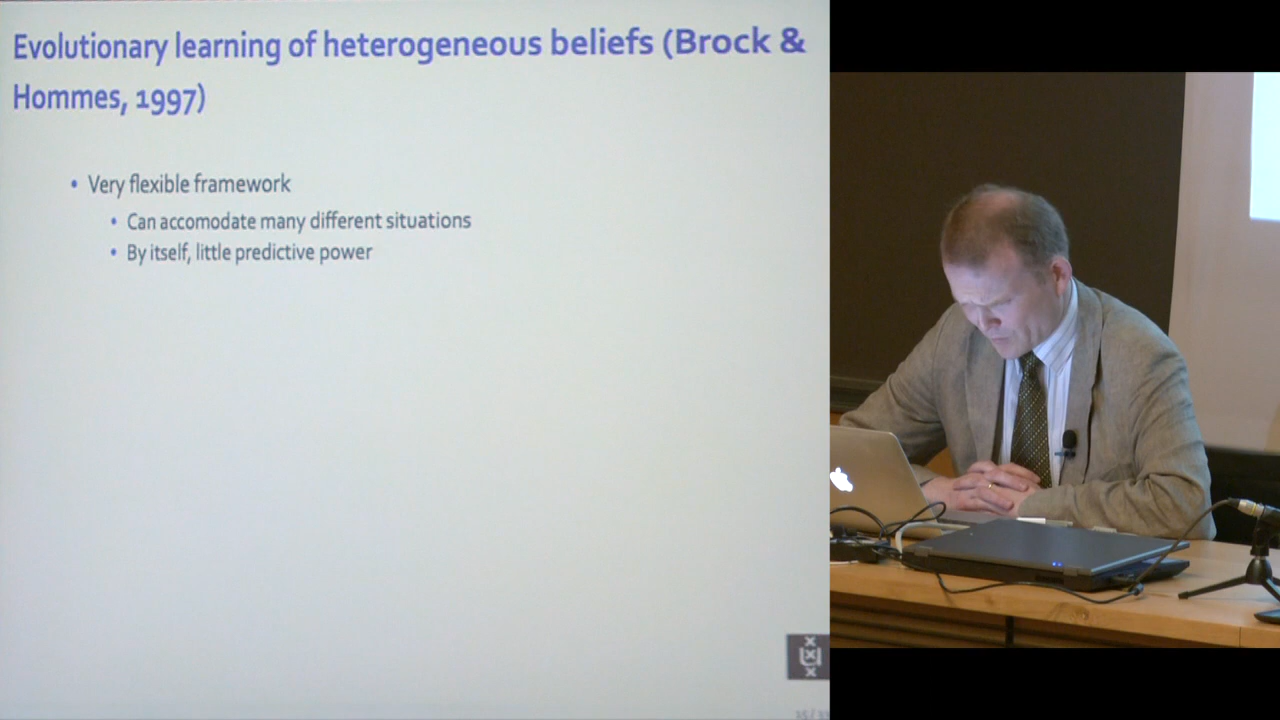 Evolutionary learning of heterogeneous beliefs (Brock &
Hommes, 1997)
• Very flexible framework
• Can accomodate many different situations
• By itself, little predictive power